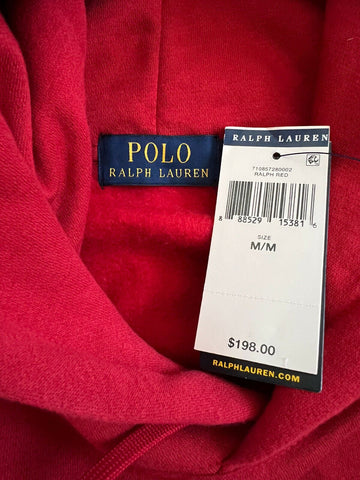 POLO
RALPH LAUREN
RALPH LAUREN
710857280002
RALPH RED
8 88529 15381 6
SIZE
M/M
$198.00
RALPHLAUREN.COM